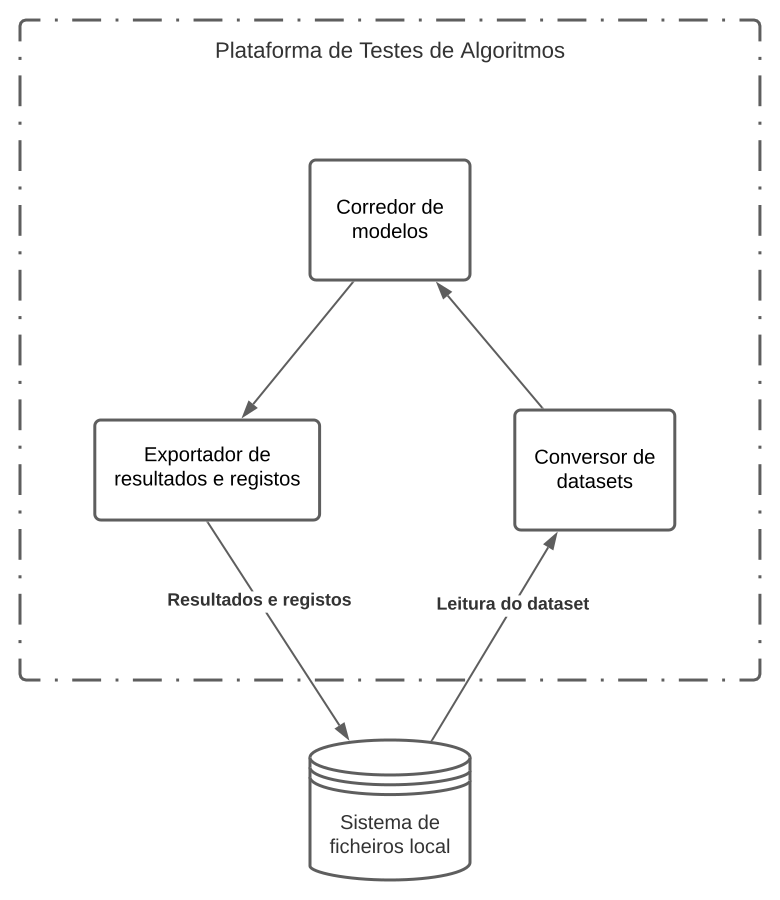 Plataforma de Testes de Algoritmos
Corredor de
modelos
Exportador de
resultados e registos
Conversor de
datasets
Resultados e registos
Leitura do dataset
Sistema de
ficheiros local